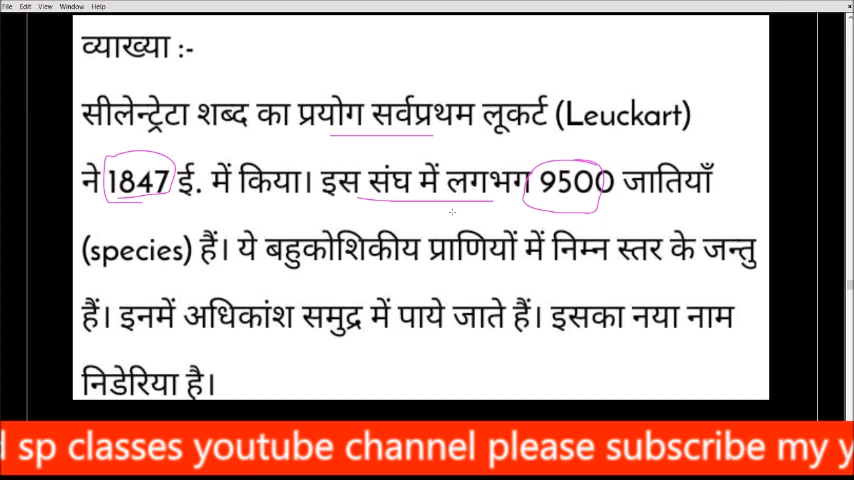 File Edit View Window Help
व्याख्या :-
सीलेन्ट्रेटा शब्द का प्रयोग सर्वप्रथम लूकर्ट (Leuckart)
ने 1847 ई. में किया। इस संघ में लगभग 9500 जातियाँ
(species) हैं। ये बहुकोशिकीय प्राणियों में निम्न स्तर के जन्तु
हैं। इनमें अधिकांश समुद्र में पाये जाते हैं। इसका नया नाम
निडेरिया है।
d sp classes youtube channel please subscribe my y